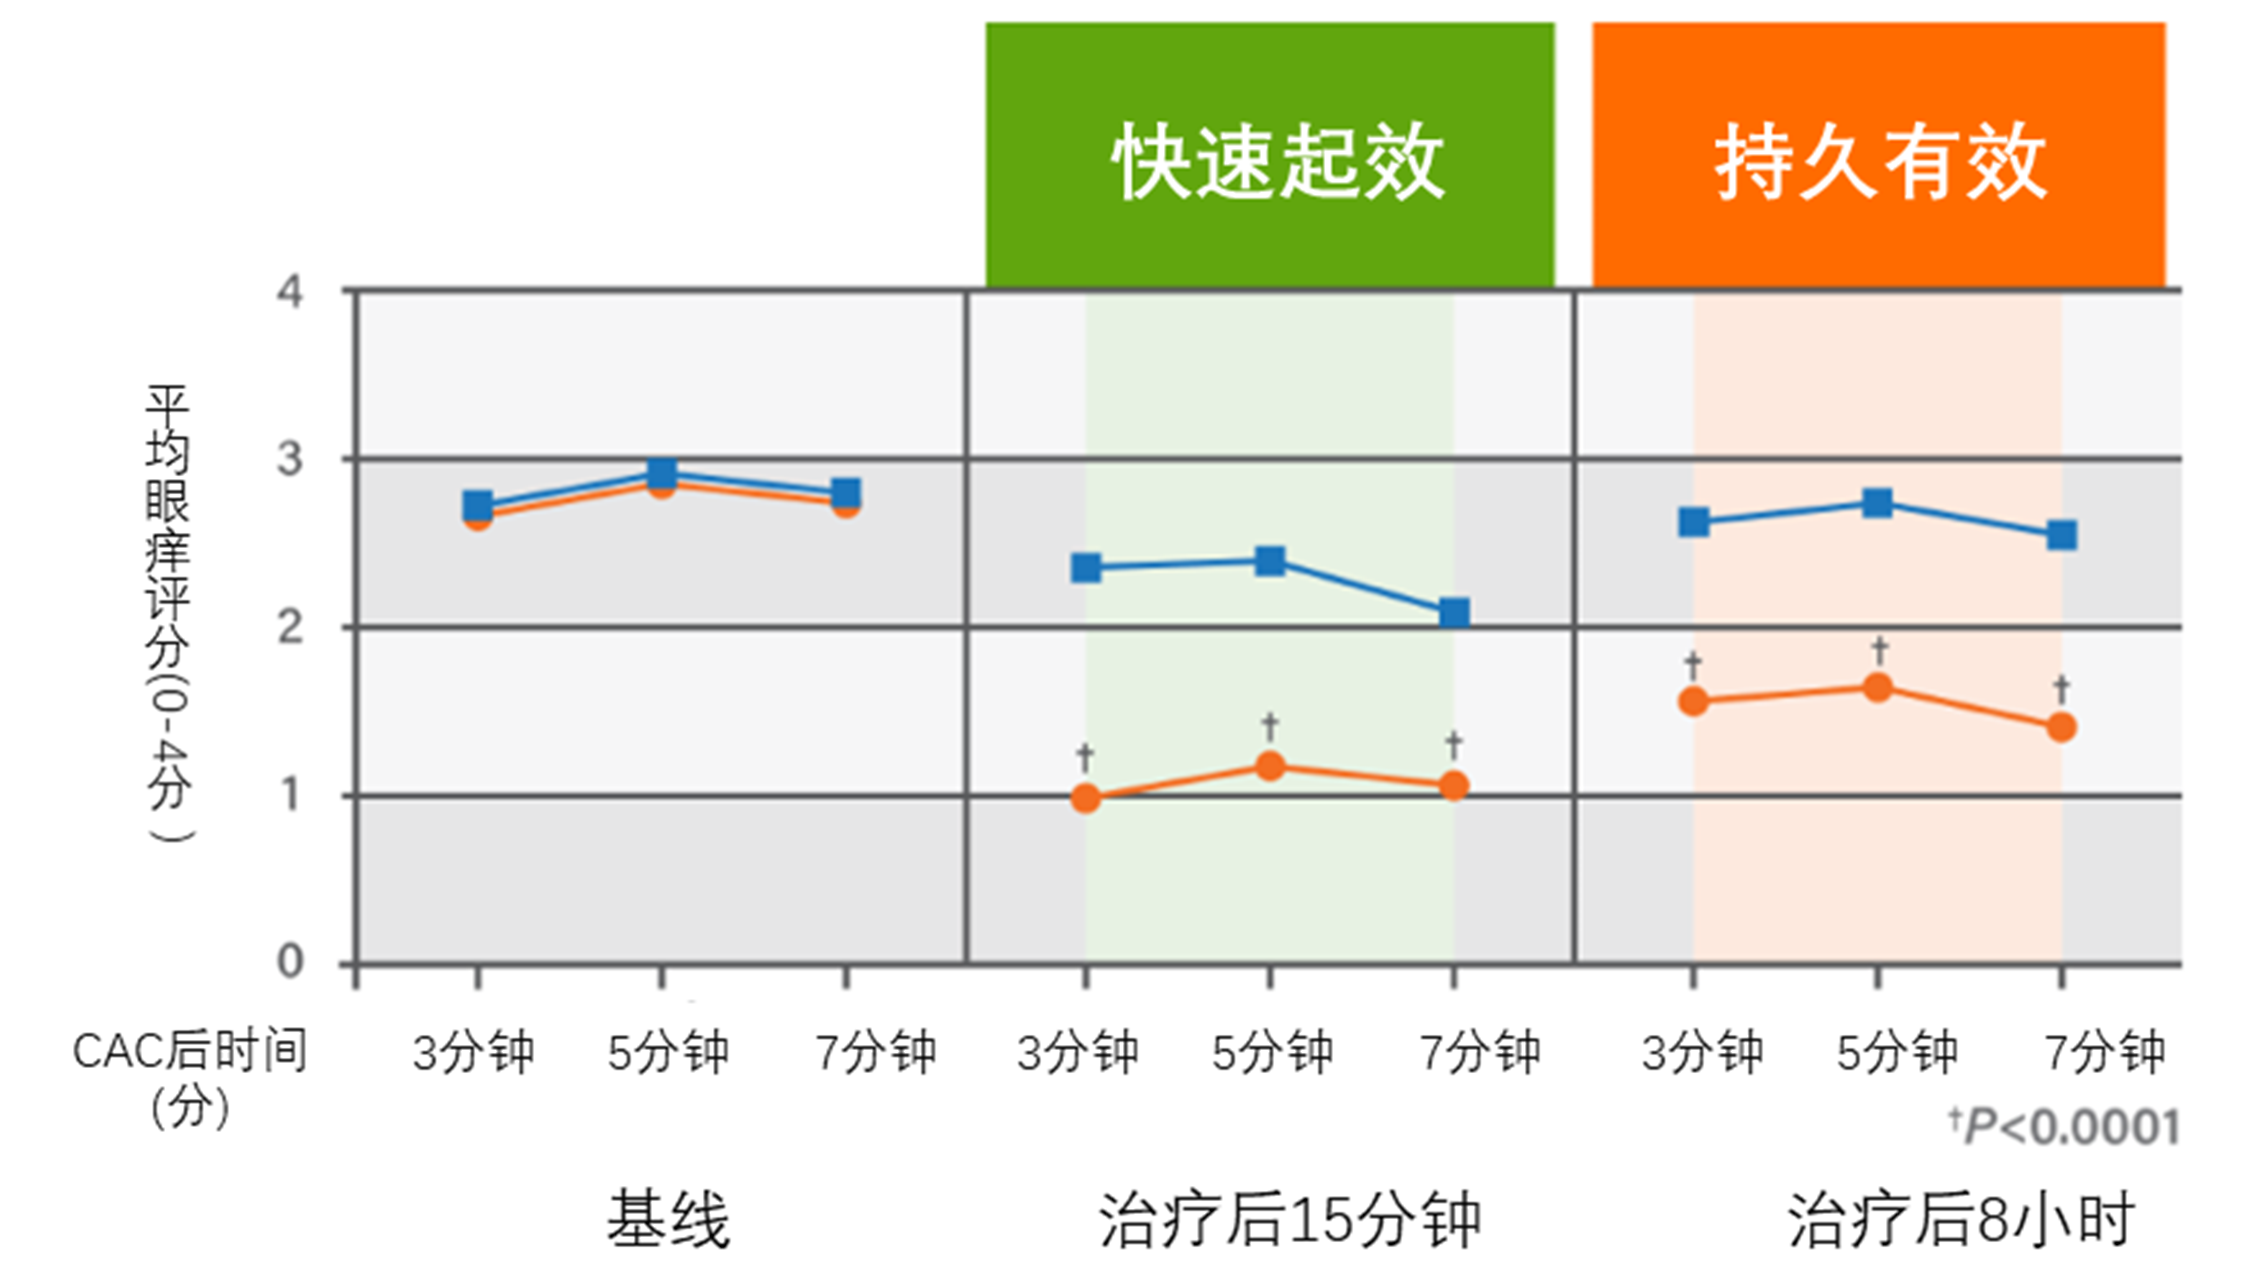 快速起效
持久有效
4
3
2
1
0
平均眼痒评分(0-4分)
†
†
†
†
†
†
CAC后时间
(分)
3分钟 5分钟 7分钟 3分钟 5分钟 7分钟 3分钟 5分钟 7分钟
†P<0.0001
基线 治疗后15分钟 治疗后8小时